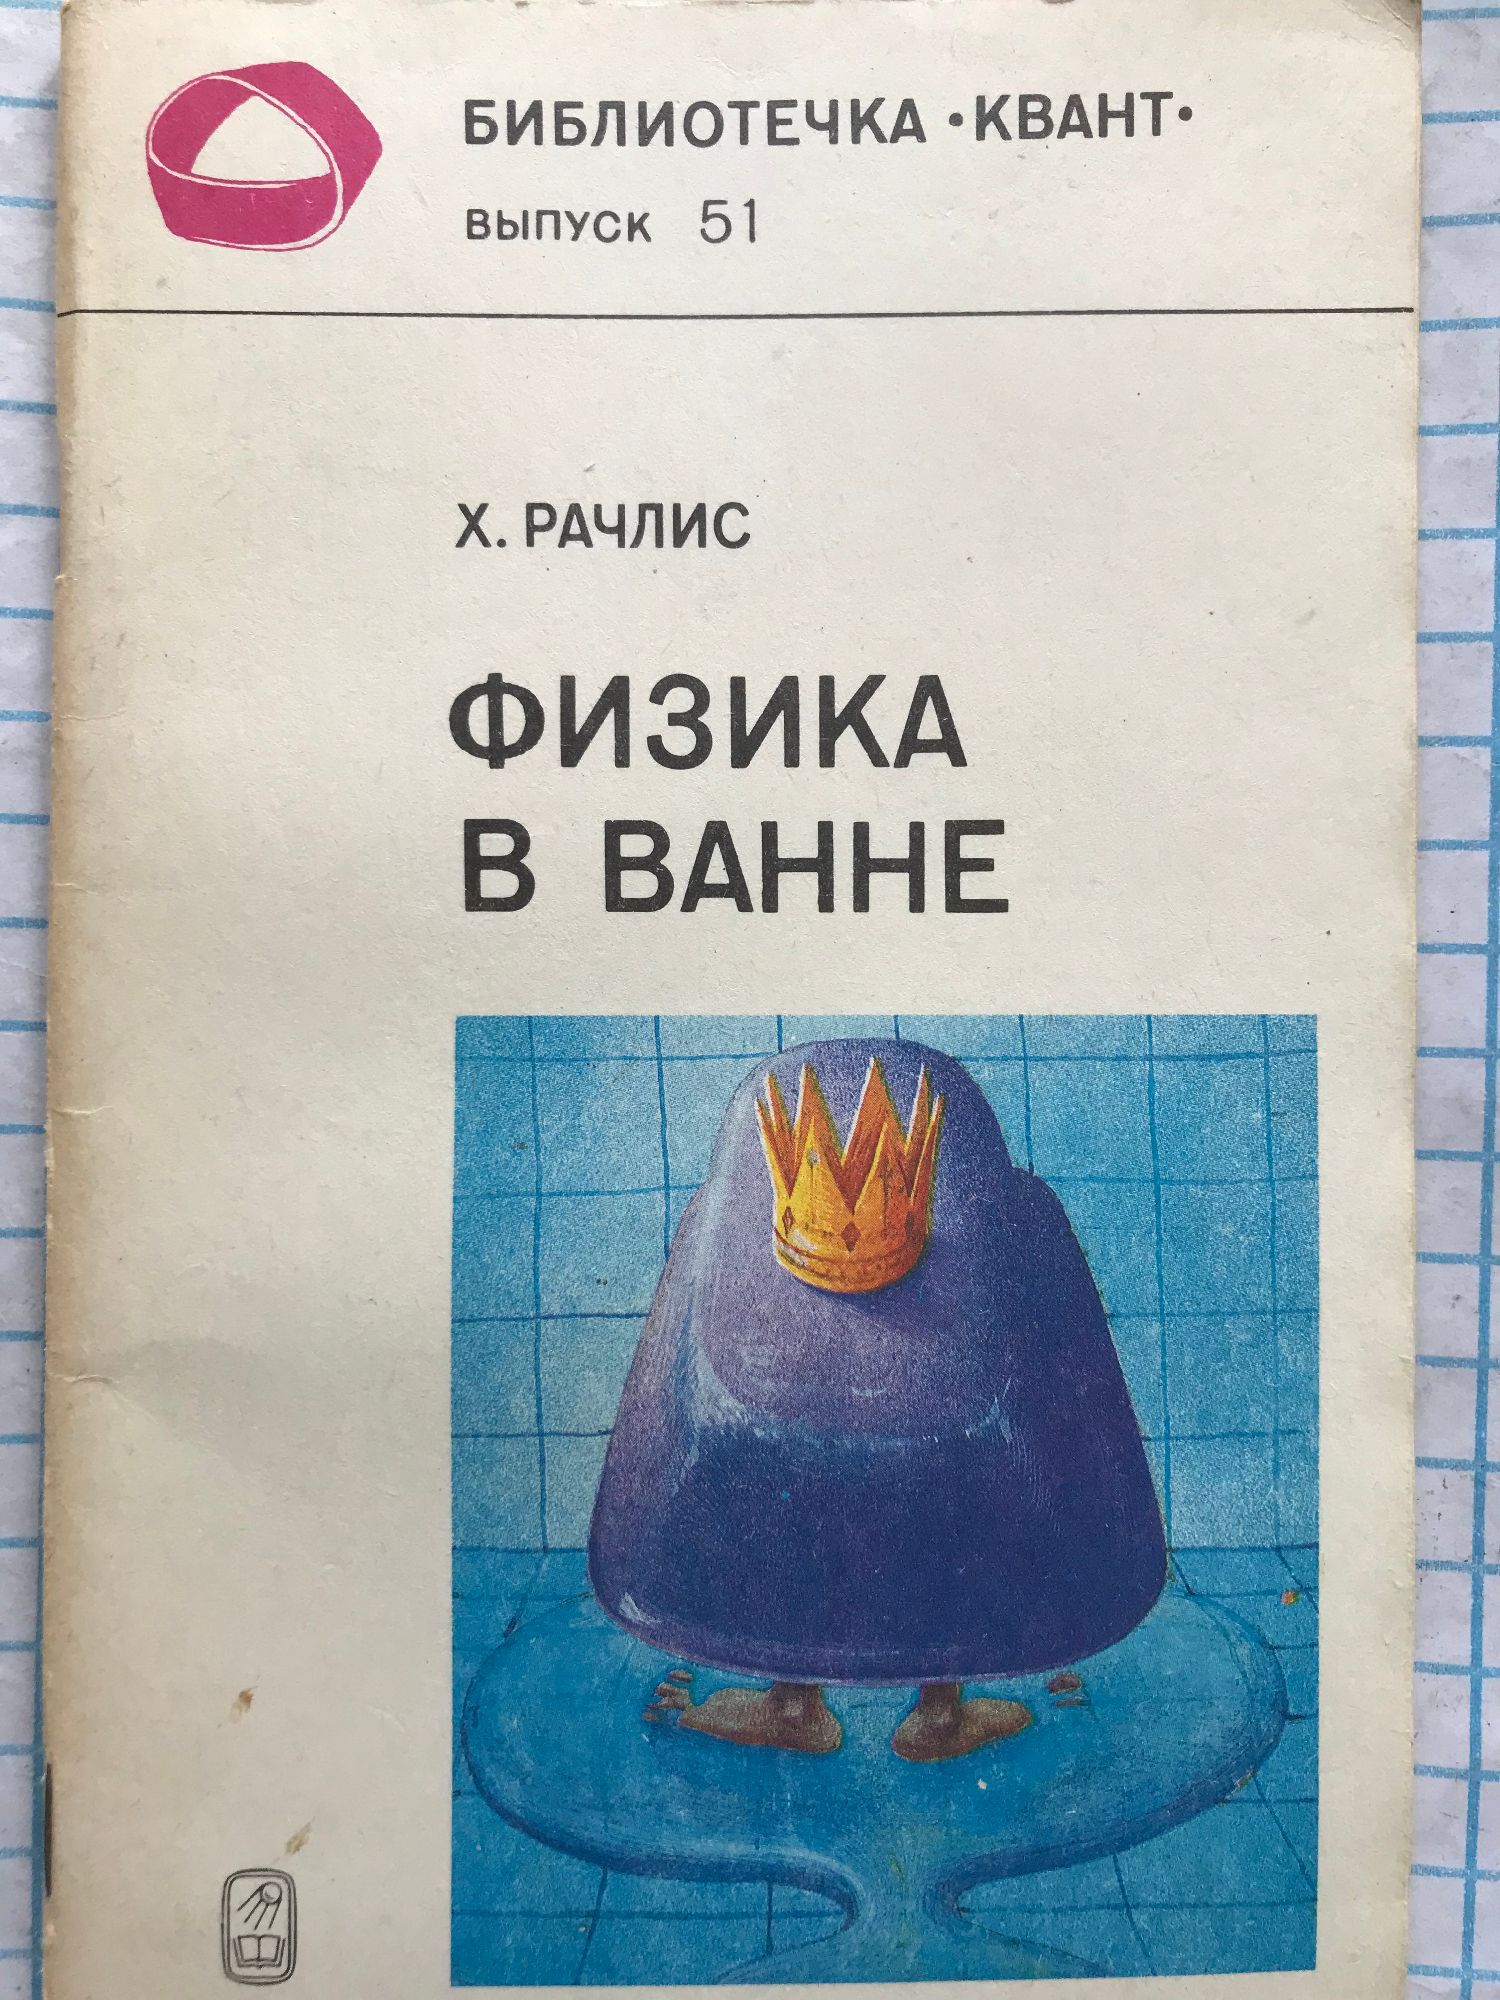 БИБЛИОТЕЧКА •КВАНТ•
ВЫПУСК 51
Х. РАЧЛИС
ФИЗИКА
В ВАННЕ